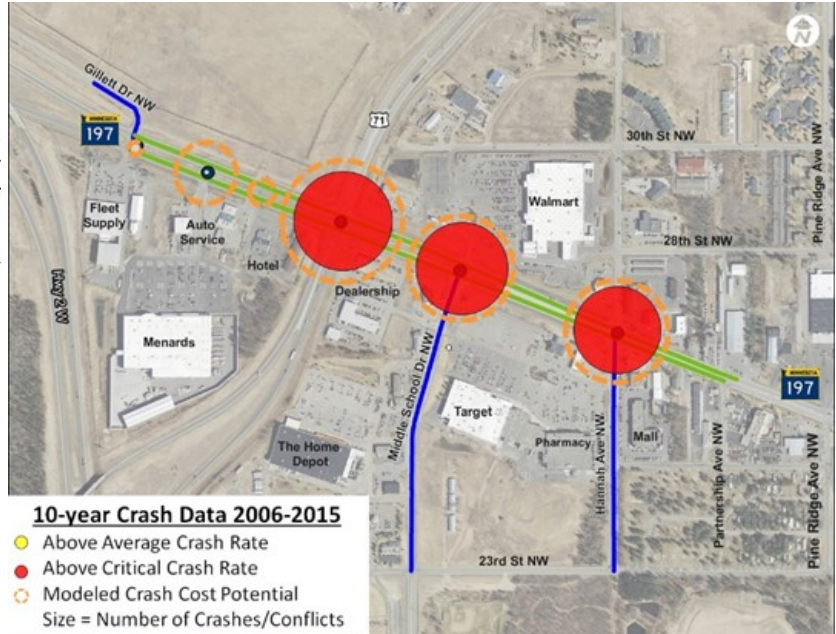 N
Gillett Dr NW
MINNESOTA
197
71
30th St NW
Pine Ridge Ave NW
Walmart
Fleet
Supply
Auto
Service
28th St NW
Hotel
Dealership
Hwy 2 W
Menards
Middle School Dr NW
MINNESOTA
197
Target
The Home
Depot
Pharmacy
Hannah Ave NW
Mall
Partnership Ave NW
Pine Ridge Ave NW
23rd St NW
10-year Crash Data 2006-2015
Above Average Crash Rate
Above Critical Crash Rate
Modeled Crash Cost Potential
Size = Number of Crashes/Conflicts